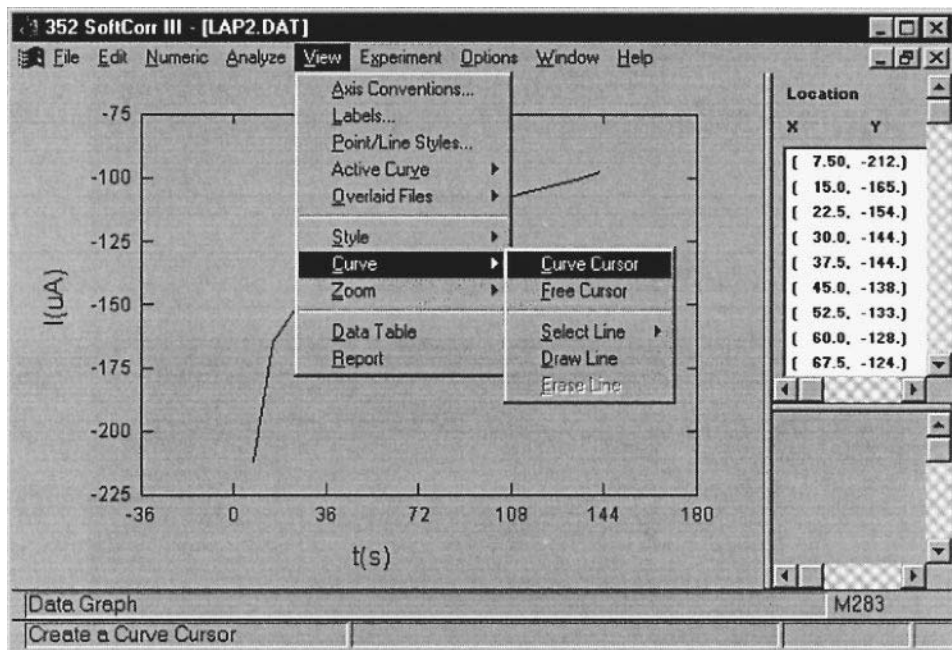 352 SoftCorr III - [LAP2.DAT]
File Edit Numeric Analyze View Experiment Options Window Help
Axis Conventions...
Labels...
Point/Line Styles...
Active Curve
Overlaid Files
Style
Curve
Zoom
Data Table
Report
Curve Cursor
Free Cursor
Select Line
Draw Line
Erase Line
-75
-100
-125
-150
-175
-200
-225
I(uA)
-36 0 36 72 108 144 180
t(s)
Location
X Y
( 7.50, -212.)
( 15.0, -165.)
( 22.5, -154.)
( 30.0, -144.)
( 37.5, -144.)
( 45.0, -138.)
( 52.5, -133.)
( 60.0, -128.)
( 67.5, -124.)
Data Graph M283
Create a Curve Cursor